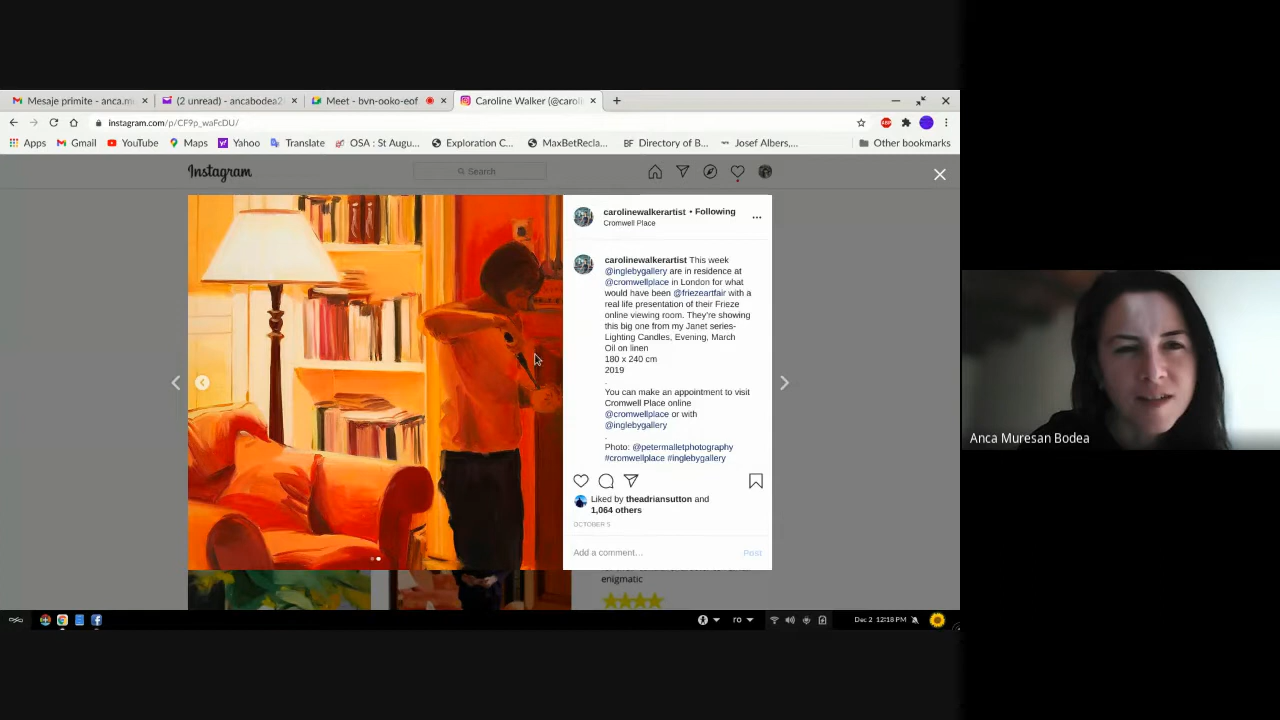 Mesaje primite - anca.m
(2 unread) - ancabodea2
Meet - bvn-ooko-eof
Caroline Walker (@caroli
instagram.com/p/CF9p_waFcDU/
Apps
Gmail
YouTube
Maps
Yahoo
Translate
OSA : St Augu...
Exploration C...
MaxBetRecla...
BF Directory of B...
Josef Albers,...
Other bookmarks
Instagram
Search
carolinewalkerartist • Following
Cromwell Place
carolinewalkerartist This week
@inglebygallery are in residence at
@cromwellplace in London for what
would have been @friezeartfair with a
real life presentation of their Frieze
online viewing room. They're showing
this big one from my Janet series-
Lighting Candles, Evening, March
Oil on linen
180 x 240 cm
2019
.
You can make an appointment to visit
Cromwell Place online
@cromwellplace or with
@inglebygallery
.
Photo: @petermalletphotography
#cromwellplace #inglebygallery
Liked by theadriansutton and
1,064 others
OCTOBER 5
Add a comment...
Post
enigmatic
ro
Dec 2 12:18 PM
Anca Muresan Bodea